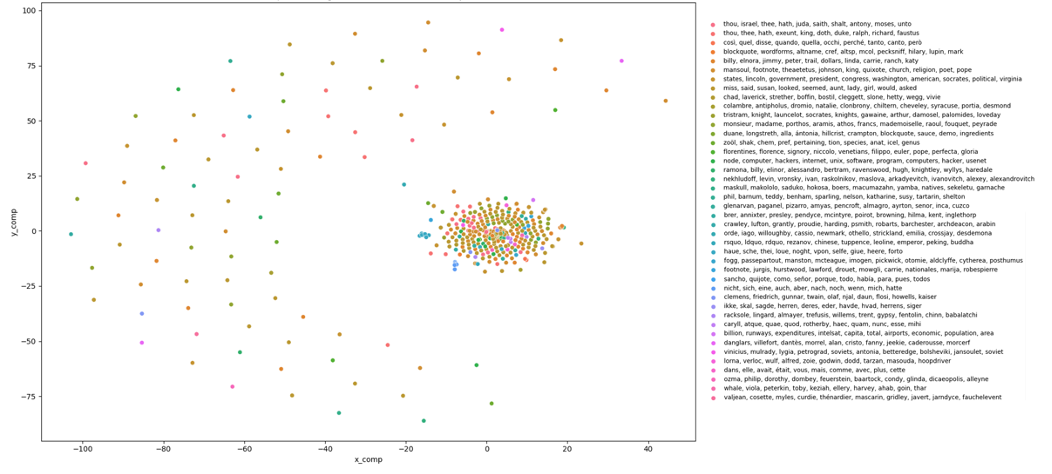 100
75
50
25
0
−25
−50
−75
−100
−80
−60
−40
−20
0
20
40
x_comp
y_comp
thou, israel, thee, hath, juda, saith, shalt, antony, moses, unto
thou, thee, hath, exeunt, king, doth, duke, ralph, richard, faustus
così, quel, disse, quando, quella, occhi, perché, tanto, canto, però
blockquote, wordforms, altname, cref, altsp, mcol, pecksniff, hilary, lupin, mark
billy, elnora, jimmy, peter, trail, dollars, linda, carrie, ranch, katy
mansoul, footnote, theaetetus, johnson, king, quixote, church, religion, poet, pope
states, lincoln, government, president, congress, washington, american, socrates, political, virginia
miss, said, susan, looked, seemed, aunt, lady, girl, would, asked
chad, laverick, strether, boffin, bostil, cleggett, slone, hetty, wegg, vivie
colambre, antipholus, dromio, natalie, clonbrony, chiltern, cheveley, syracuse, portia, desmond
tristram, knight, launcelot, socrates, knights, gawaine, arthur, damosel, palomides, loveday
monsieur, madame, porthos, aramis, athos, francs, mademoiselle, raoul, fouquet, peyrade
duane, longstreth, alla, ántonia, hillcrist, crampton, blockquote, sauce, demo, ingredients
zoöl, shak, chem, pref, pertaining, tion, species, anat, icel, genus
florentines, florence, signory, niccolo, venetians, filippo, euler, pope, perfecta, gloria
node, computer, hackers, internet, unix, software, program, computers, hacker, usenet
ramona, billy, elinor, alessandro, bertram, ravenswood, hugh, knightley, wyllys, haredale
nekhludoff, levin, vronsky, ivan, raskolnikov, maslova, arkadyevitch, ivanovitch, alexey, alexandrovitch
maskull, makololo, saduko, hokosa, boers, macumazahn, yamba, natives, sekeletu, gamache
phil, barnum, teddy, benham, sparling, nelson, katharine, susy, tartarin, shelton
glenarvan, paganel, pizarro, amyas, pencroft, almagro, ayrton, senor, inca, cuzco
brer, annixter, presley, pendyce, mcintyre, poirot, browning, hilma, kent, inglethorp
crawley, lufton, grantly, proudie, harding, psmith, robarts, barchester, archdeacon, arabin
orde, iago, willoughby, cassio, newmark, othello, strickland, emilia, crossjay, desdemona
rsquo, ldquo, rdquo, rezanov, chinese, tuppence, leoline, emperor, peking, buddha
haue, sche, thei, loue, noght, vpon, selfe, giue, heere, forto
fogg, passepartout, manston, mcteague, imogen, pickwick, otomie, aldclyffe, cytherea, posthumus
footnote, jurgis, hurstwood, lawford, drouet, mowgli, carrie, nationales, marija, robespierre
sancho, quijote, como, señor, porque, todo, había, para, pues, todos
nicht, sich, eine, auch, aber, nach, noch, wenn, mich, hatte
clemens, friedrich, gunnar, twain, olaf, njal, daun, flosi, howells, kaiser
ikke, skal, sagde, herren, deres, eder, havde, hvad, herrens, siger
racksole, lingard, almayer, trefusis, willems, trent, gypsy, fentolin, chinn, babalatchi
caryll, atque, quae, quod, rotherby, haec, quam, nunc, esse, mihi
billion, runways, expenditures, intelsat, capita, total, airports, economic, population, area
danglars, villefort, dantès, morrel, alan, cristo, fanny, jeekie, caderousse, morcerf
vinicius, mulrady, lygia, petrograd, soviets, antonia, betteredge, bolsheviki, jansoulet, soviet
lorna, verloc, wulf, alfred, zoie, godwin, dodd, tarzan, masouda, hoopdriver
dans, elle, avait, était, vous, mais, comme, avec, plus, cette
ozma, philip, dorothy, dombey, feuerstein, baartock, condy, glinda, dicaeopolis, alleyne
whale, viola, peterkin, toby, keziah, ellery, harvey, ahab, goin, thar
valjean, cosette, myles, curdie, thénardier, mascarin, gridley, javert, jarndyce, fauchelevent